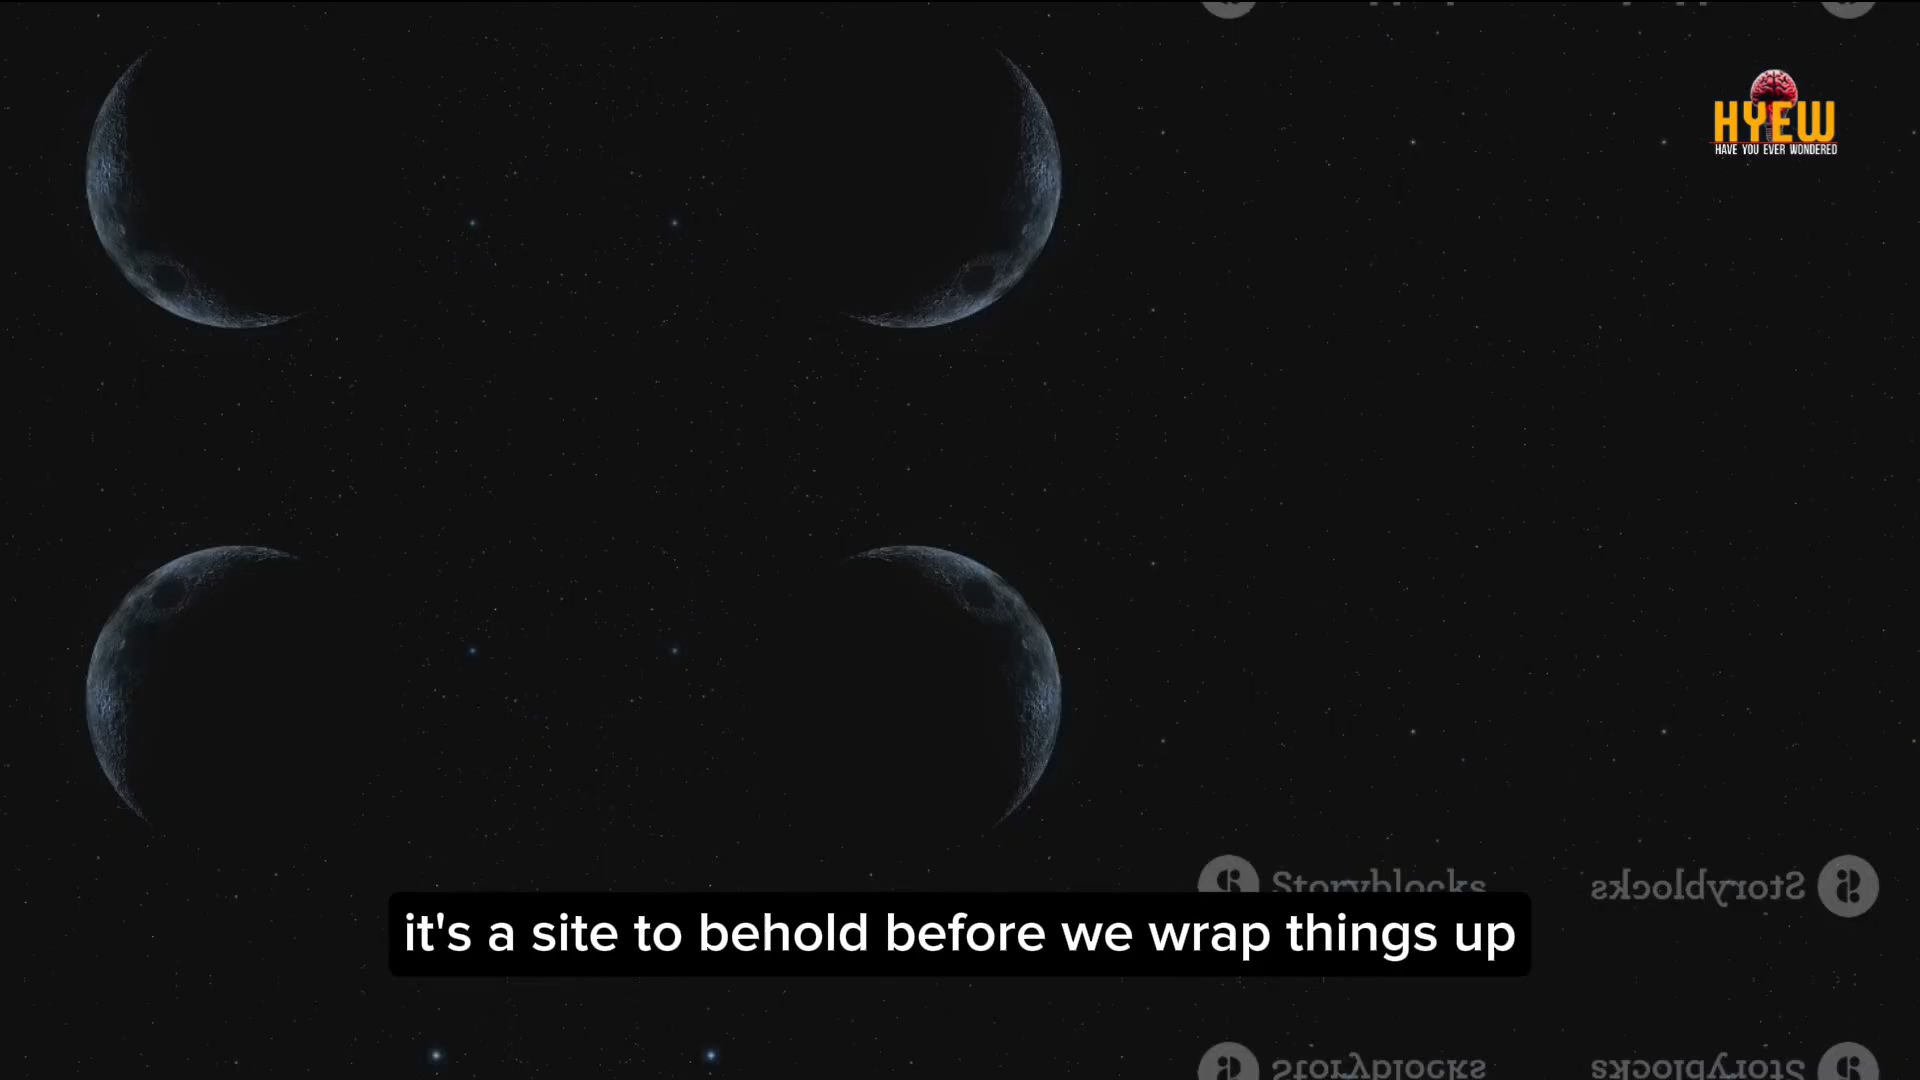 HYEW
HAVE YOU EVER WONDERED
Storyblocks Storyblocks
it's a site to behold before we wrap things up
Storyblocks Storyblocks